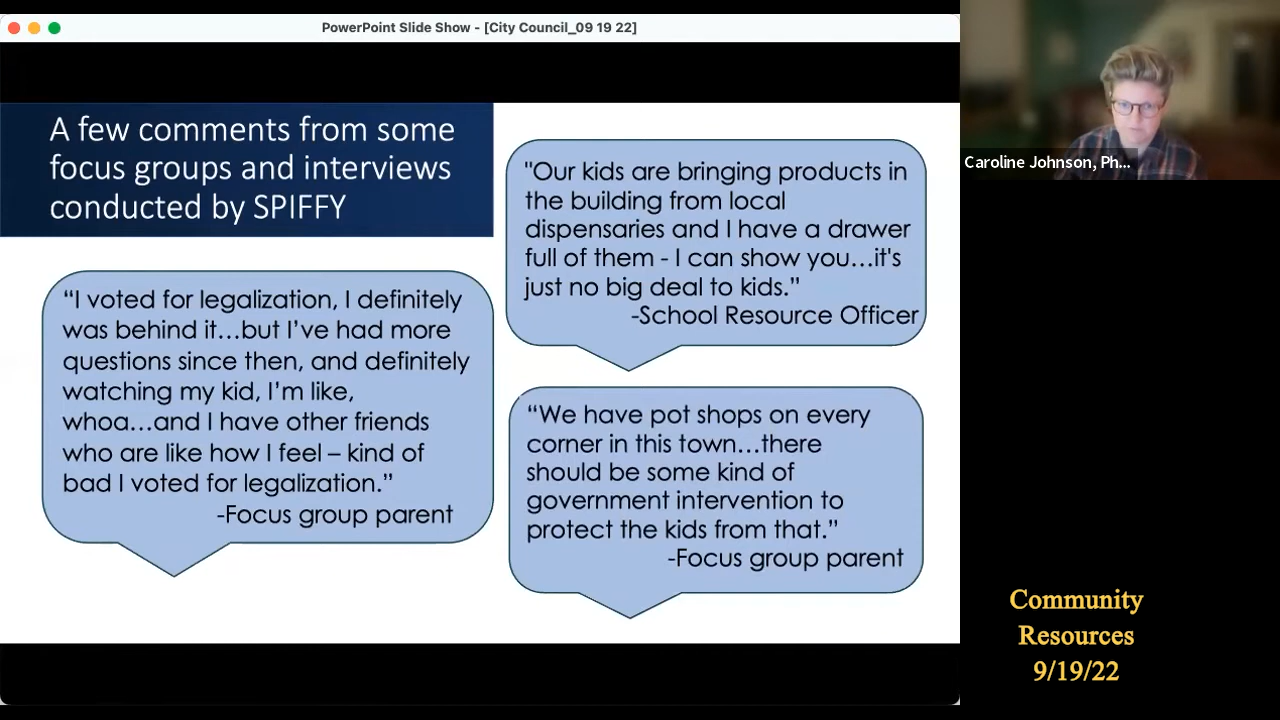 PowerPoint Slide Show - [City Council_09 19 22]
A few comments from some
focus groups and interviews
conducted by SPIFFY
“I voted for legalization, I definitely
was behind it…but I’ve had more
questions since then, and definitely
watching my kid, I’m like,
whoa…and I have other friends
who are like how I feel – kind of
bad I voted for legalization.”
-Focus group parent
"Our kids are bringing products in
the building from local
dispensaries and I have a drawer
full of them - I can show you…it's
just no big deal to kids.”
-School Resource Officer
“We have pot shops on every
corner in this town…there
should be some kind of
government intervention to
protect the kids from that.”
-Focus group parent
Caroline Johnson, Ph...
Community
Resources
9/19/22